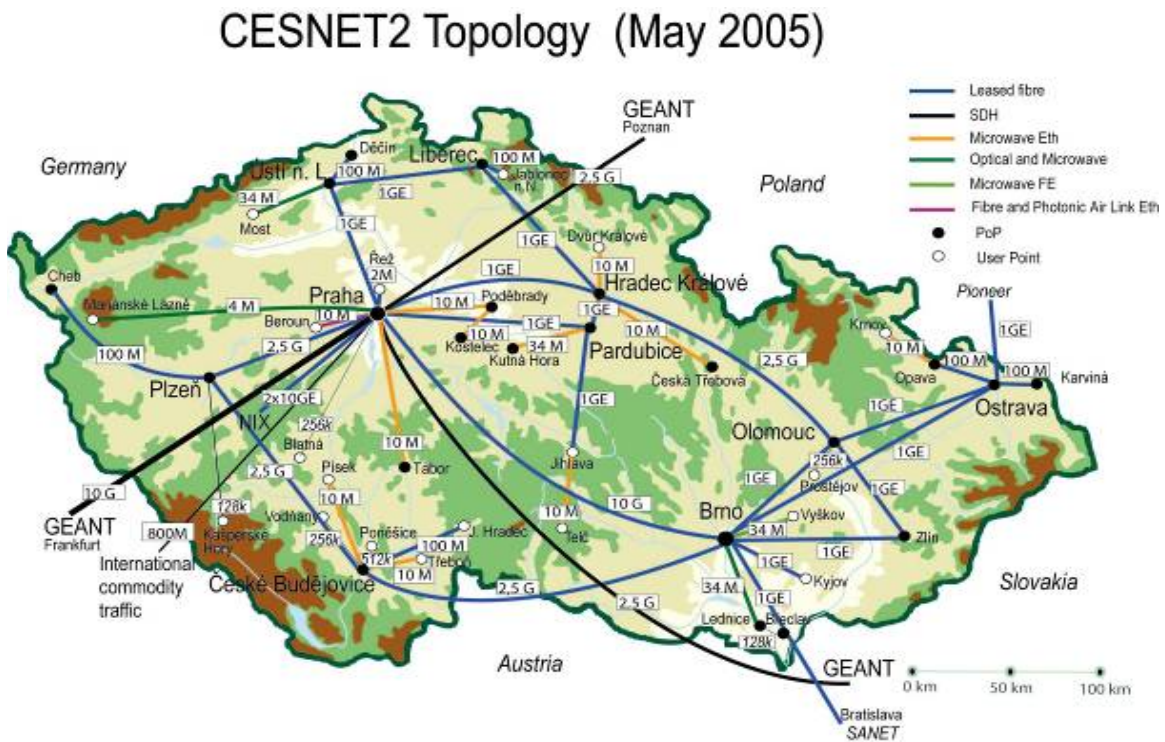 CESNET2 Topology (May 2005)
GEANT
Poznan
Leased fibre
SDH
Microwave Eth
Optical and Microwave
Microwave FE
Fibre and Photonic Air Link Eth
PoP
User Point
Germany
Poland
Děčín
Ústí n. L.
100 M
Liberec
100 M
Jablonec
n. N.
2,5 G
34 M
Most
1GE
1GE
1GE
Dvůr Králové
Cheb
Řež
2M
1GE
10 M
Hradec Králové
Pioneer
Mariánské Lázně
4 M
Praha
10 M
Poděbrady
Beroun
10 M
1GE
1GE
10 M
Kostelec
10 M
34 M
Kutná Hora
Pardubice
Krnov
10 M
1GE
100 M
2,5 G
2,5 G
Česká Třebová
Opava
100 M
100 M
Karviná
Plzeň
2x10GE
Ostrava
NIX
256k
1GE
1GE
Olomouc
1GE
Blatná
10 M
Tábor
Jihlava
256k
Prostějov
2,5 G
Písek
1GE
1GE
10 G
10 G
GEANT
Frankfurt
128k
Kašperské
Hory
10 M
Vodňany
256k
Poněšice
100 M
J. Hradec
10 M
Telč
Brno
34 M
Vyškov
Zlín
800M
International
commodity
traffic
512k
Třeboň
10 M
České Budějovice
1GE
1GE
Kyjov
2,5 G
2,5 G
34 M
1GE
Slovakia
Lednice
Břeclav
128k
Austria
GEANT
0 km
50 km
100 km
Bratislava
SANET